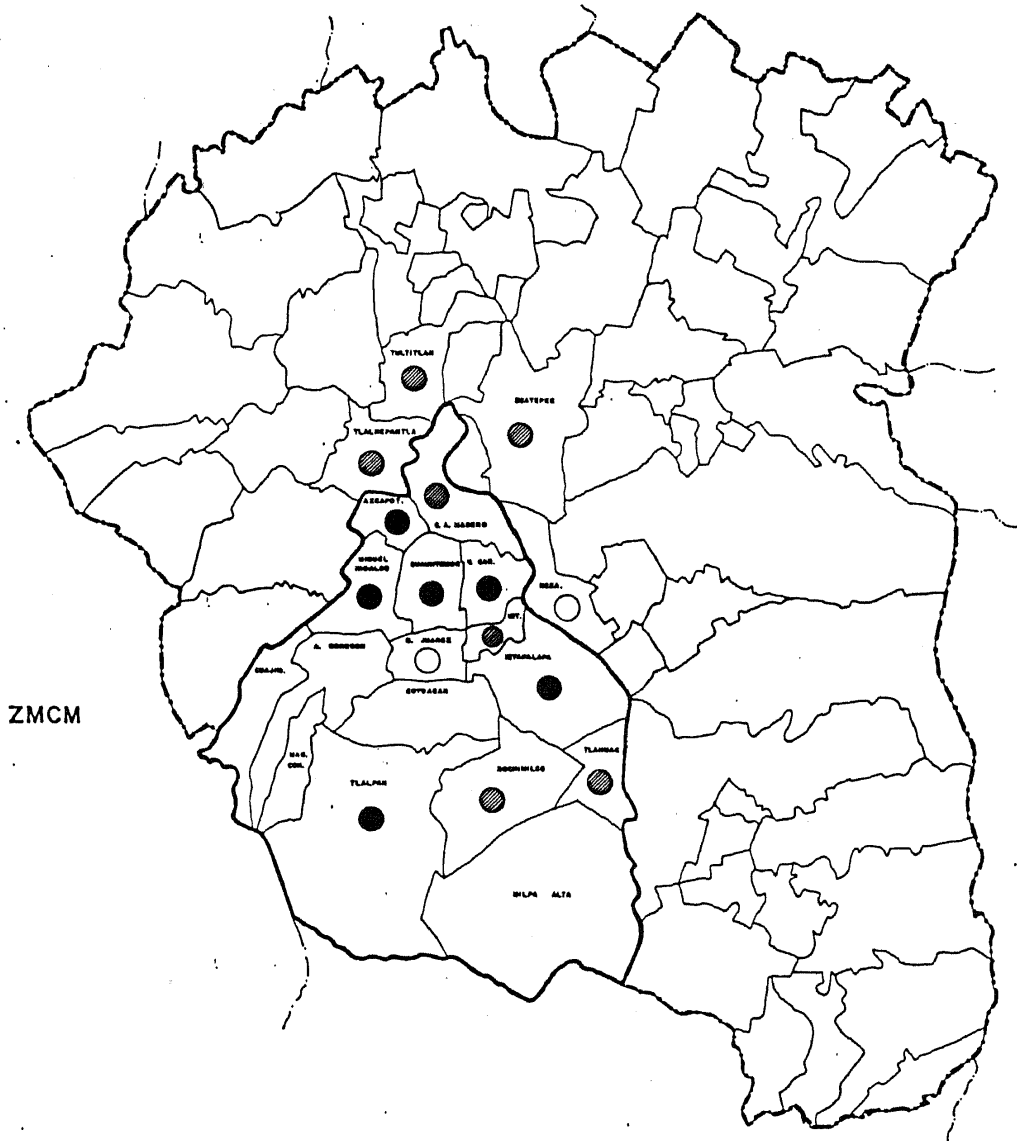 TULTITLAN
ECATEPEC
TLALNEPANTLA
AZCAPOT.
G. A. MADERO
MIGUEL
HIDALGO
CUAUHTEMOC
V. CAR.
NEZA.
IZT.
B. JUAREZ
A. OBREGON
IZTAPALAPA
CUAJIM.
COYOACAN
ZMCM
MAG.
CON.
TLALPAN
XOCHIMILCO
TLAHUAC
MILPA ALTA